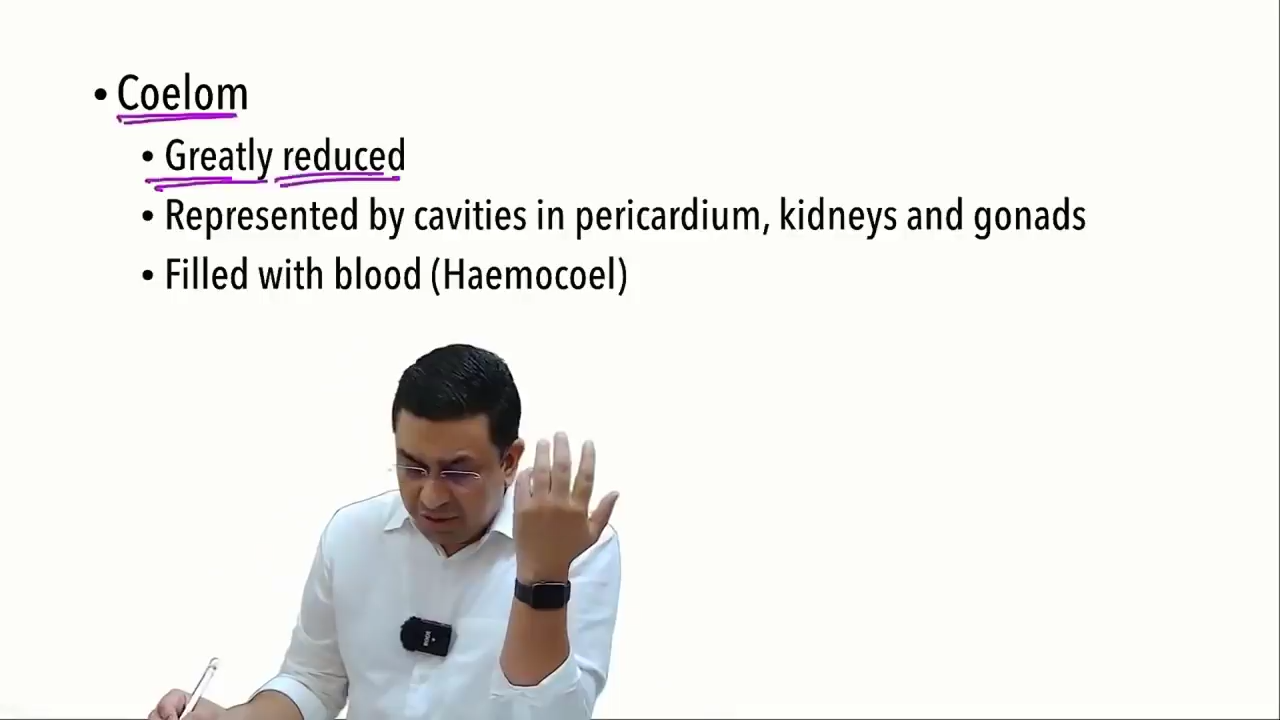 • Coelom
• Greatly reduced
• Represented by cavities in pericardium, kidneys and gonads
• Filled with blood (Haemocoel)